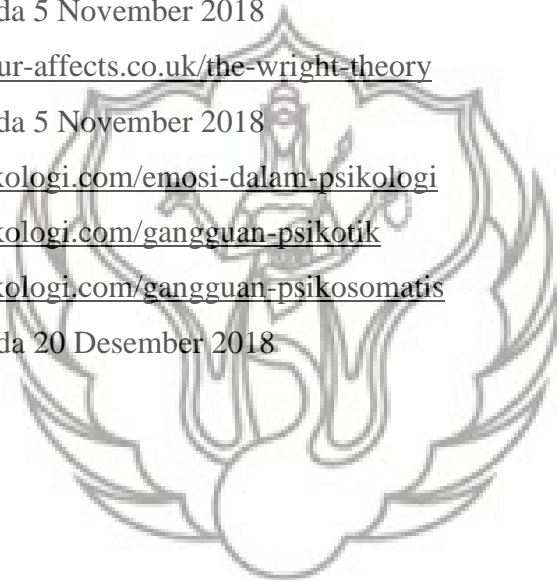 da 5 November 2018
ur-affects.co.uk/the-wright-theory
da 5 November 2018
kologi.com/emosi-dalam-psikologi
kologi.com/gangguan-psikotik
kologi.com/gangguan-psikosomatis
da 20 Desember 2018